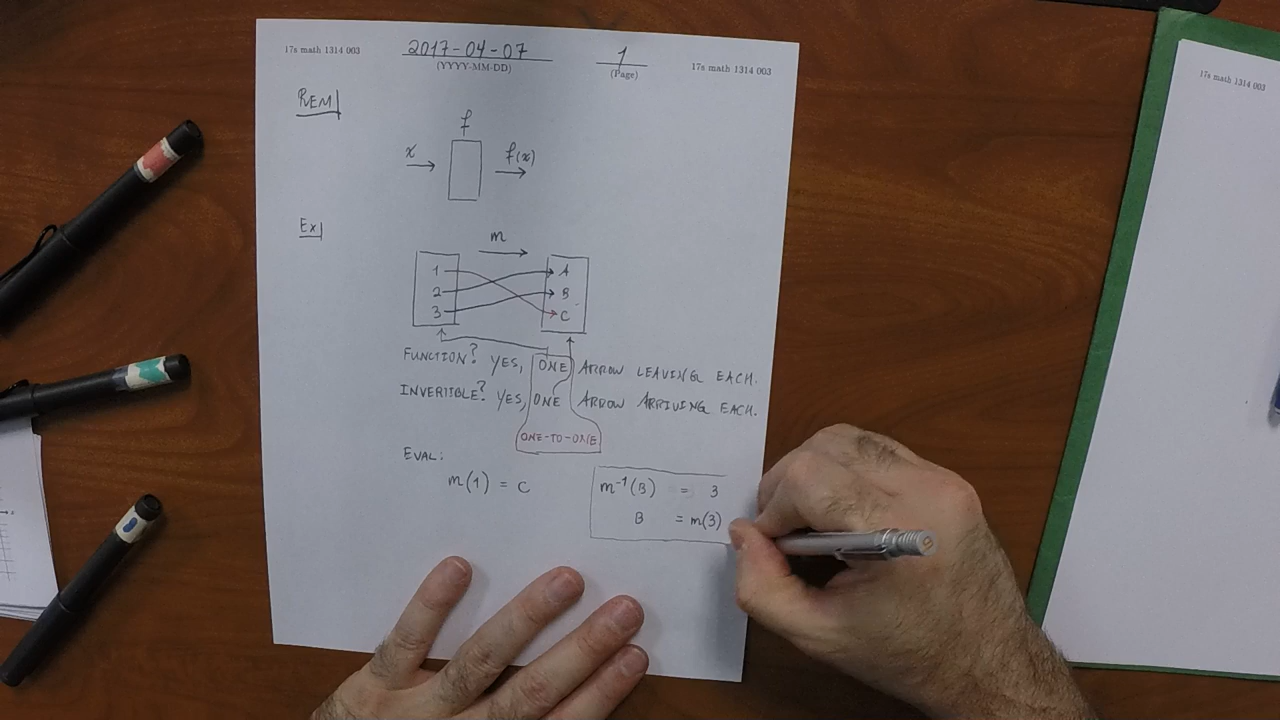 17s math 1314 003 2017-04-07 1 17s math 1314 003
(YYYY-MM-DD) (Page)
REM
f
x f(x)
Ex
m
1 A
2 B
3 C
FUNCTION? YES, ONE ARROW LEAVING EACH.
INVERTIBLE? YES, ONE ARROW ARRIVING EACH.
ONE-TO-ONE
EVAL:
m(1) = C
m⁻¹(B) = 3
B = m(3)
17s math 1314 003